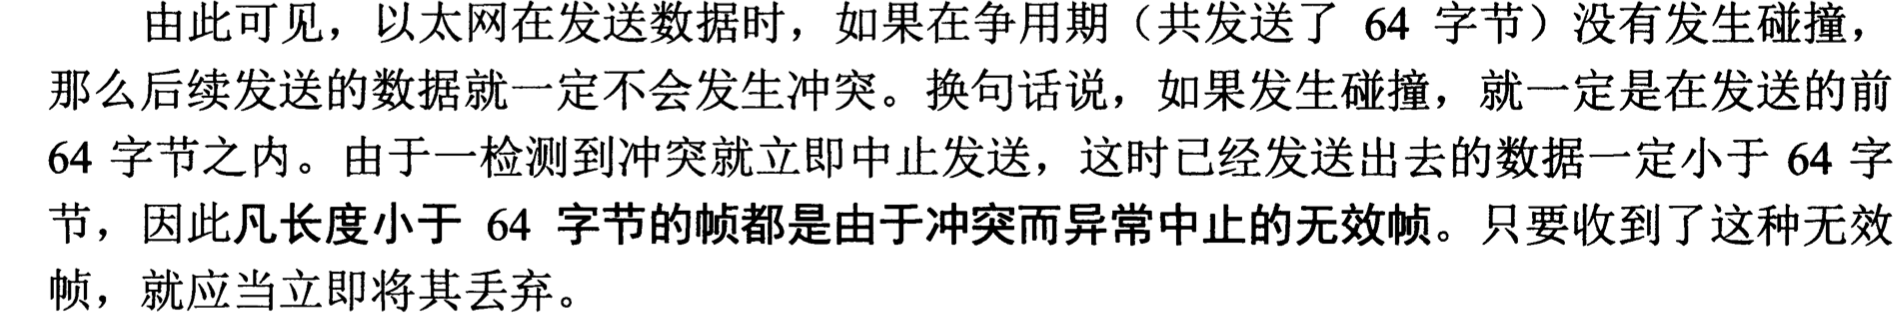 由此可见，以太网在发送数据时，如果在争用期（共发送了 64 字节）没有发生碰撞，
那么后续发送的数据就一定不会发生冲突。换句话说，如果发生碰撞，就一定是在发送的前
64 字节之内。由于一检测到冲突就立即中止发送，这时已经发送出去的数据一定小于 64 字
节，因此凡长度小于 64 字节的帧都是由于冲突而异常中止的无效帧。只要收到了这种无效
帧，就应当立即将其丢弃。